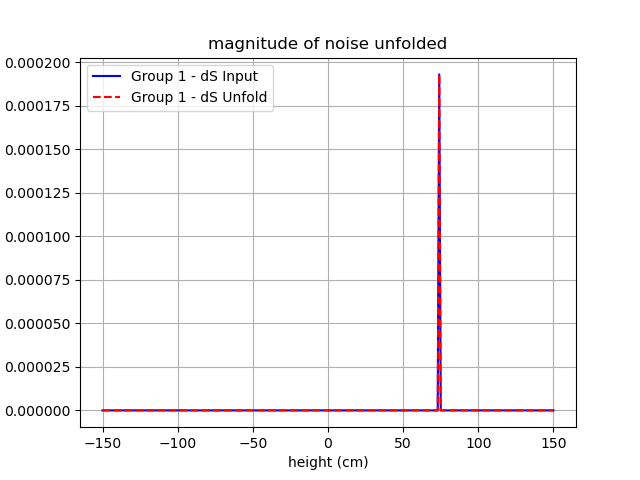 magnitude of noise unfolded
Group 1 - dS Input
Group 1 - dS Unfold
0.000200
0.000175
0.000150
0.000125
0.000100
0.000075
0.000050
0.000025
0.000000
−150 −100 −50 0 50 100 150
height (cm)